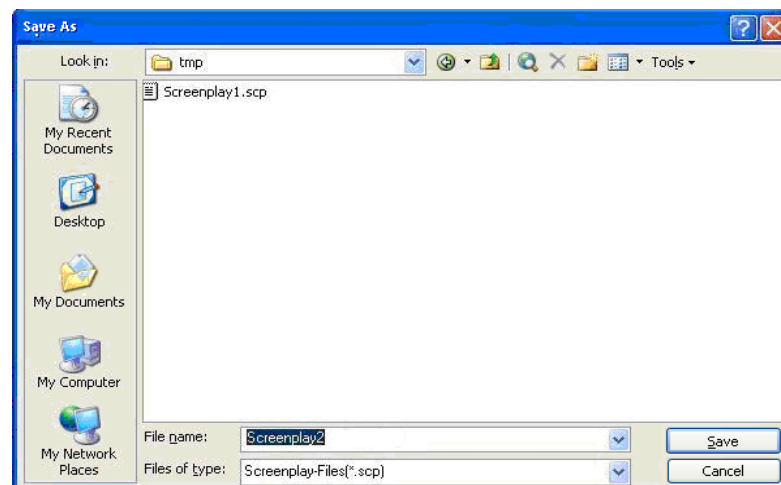 Save As
Look in: tmp Tools
Screenplay1.scp
My Recent
Documents
Desktop
My Documents
My Computer
My Network
Places
File name: Screenplay2 Save
Files of type: Screenplay-Files(*.scp) Cancel